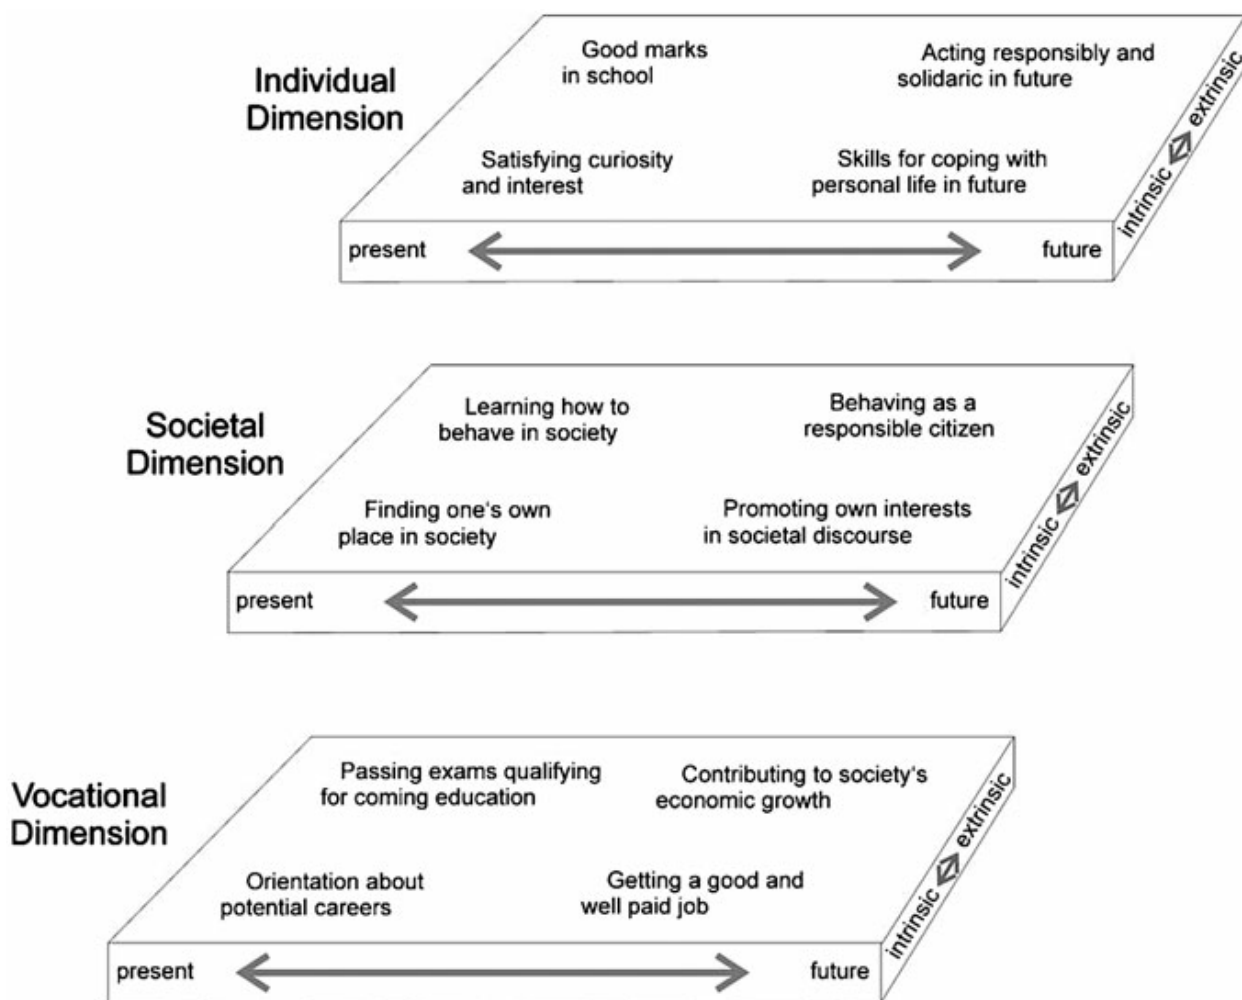 Individual
Dimension
Good marks
in school
Acting responsibly and
solidaric in future
Satisfying curiosity
and interest
Skills for coping with
personal life in future
present
future
intrinsic
extrinsic
Societal
Dimension
Learning how to
behave in society
Behaving as a
responsible citizen
Finding one's own
place in society
Promoting own interests
in societal discourse
present
future
intrinsic
extrinsic
Vocational
Dimension
Passing exams qualifying
for coming education
Contributing to society's
economic growth
Orientation about
potential careers
Getting a good and
well paid job
present
future
intrinsic
extrinsic